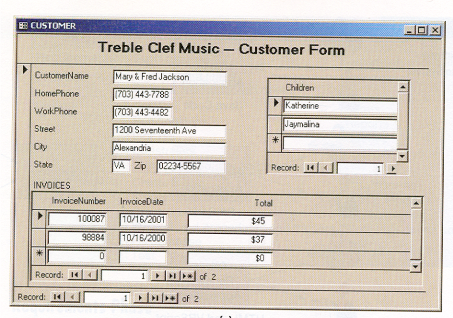 CUSTOMER
Treble Clef Music – Customer Form
CustomerName Mary & Fred Jackson
HomePhone (703) 443-7788
WorkPhone (703) 443-4482
Street 1200 Seventeenth Ave
City Alexandria
State VA Zip 02234-5567
Children
Katherine
Jaymalina
Record: 1
INVOICES
InvoiceNumber InvoiceDate Total
100087 10/16/2001 $45
98884 10/16/2000 $37
0 $0
Record: 1 of 2
Record: 1 of 2